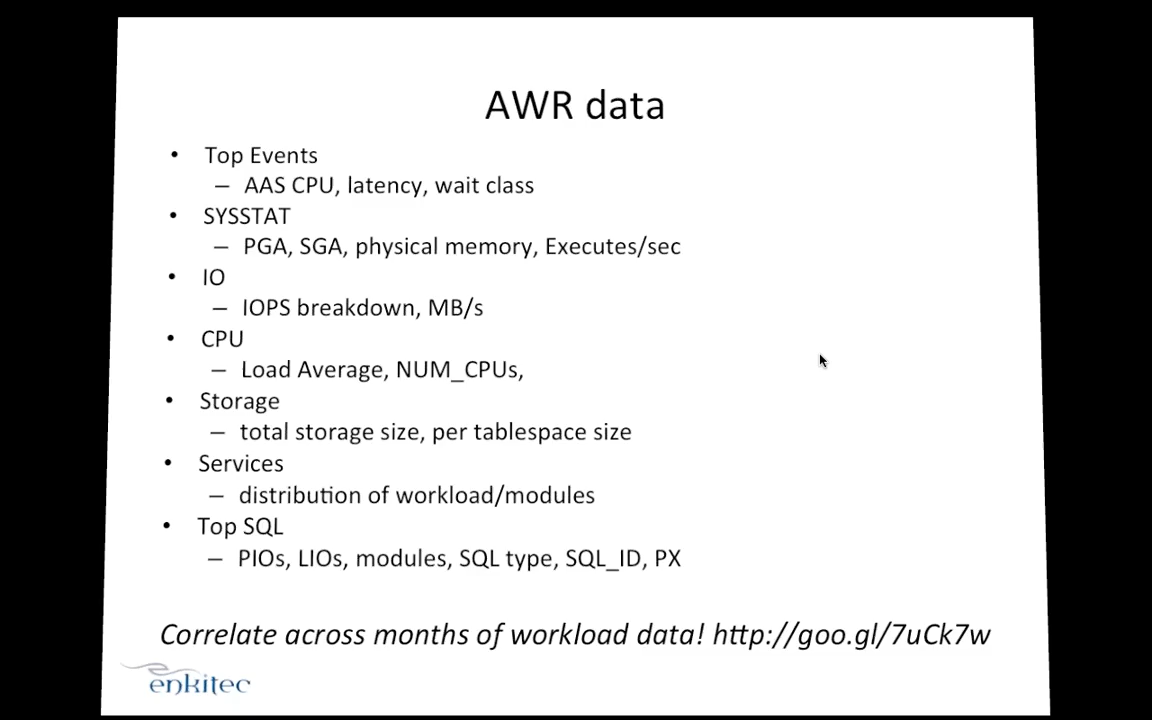 AWR data
• Top Events
– AAS CPU, latency, wait class
• SYSSTAT
– PGA, SGA, physical memory, Executes/sec
• IO
– IOPS breakdown, MB/s
• CPU
– Load Average, NUM_CPUs,
• Storage
– total storage size, per tablespace size
• Services
– distribution of workload/modules
• Top SQL
– PIOs, LIOs, modules, SQL type, SQL_ID, PX
Correlate across months of workload data! http://goo.gl/7uCk7w
enkitec